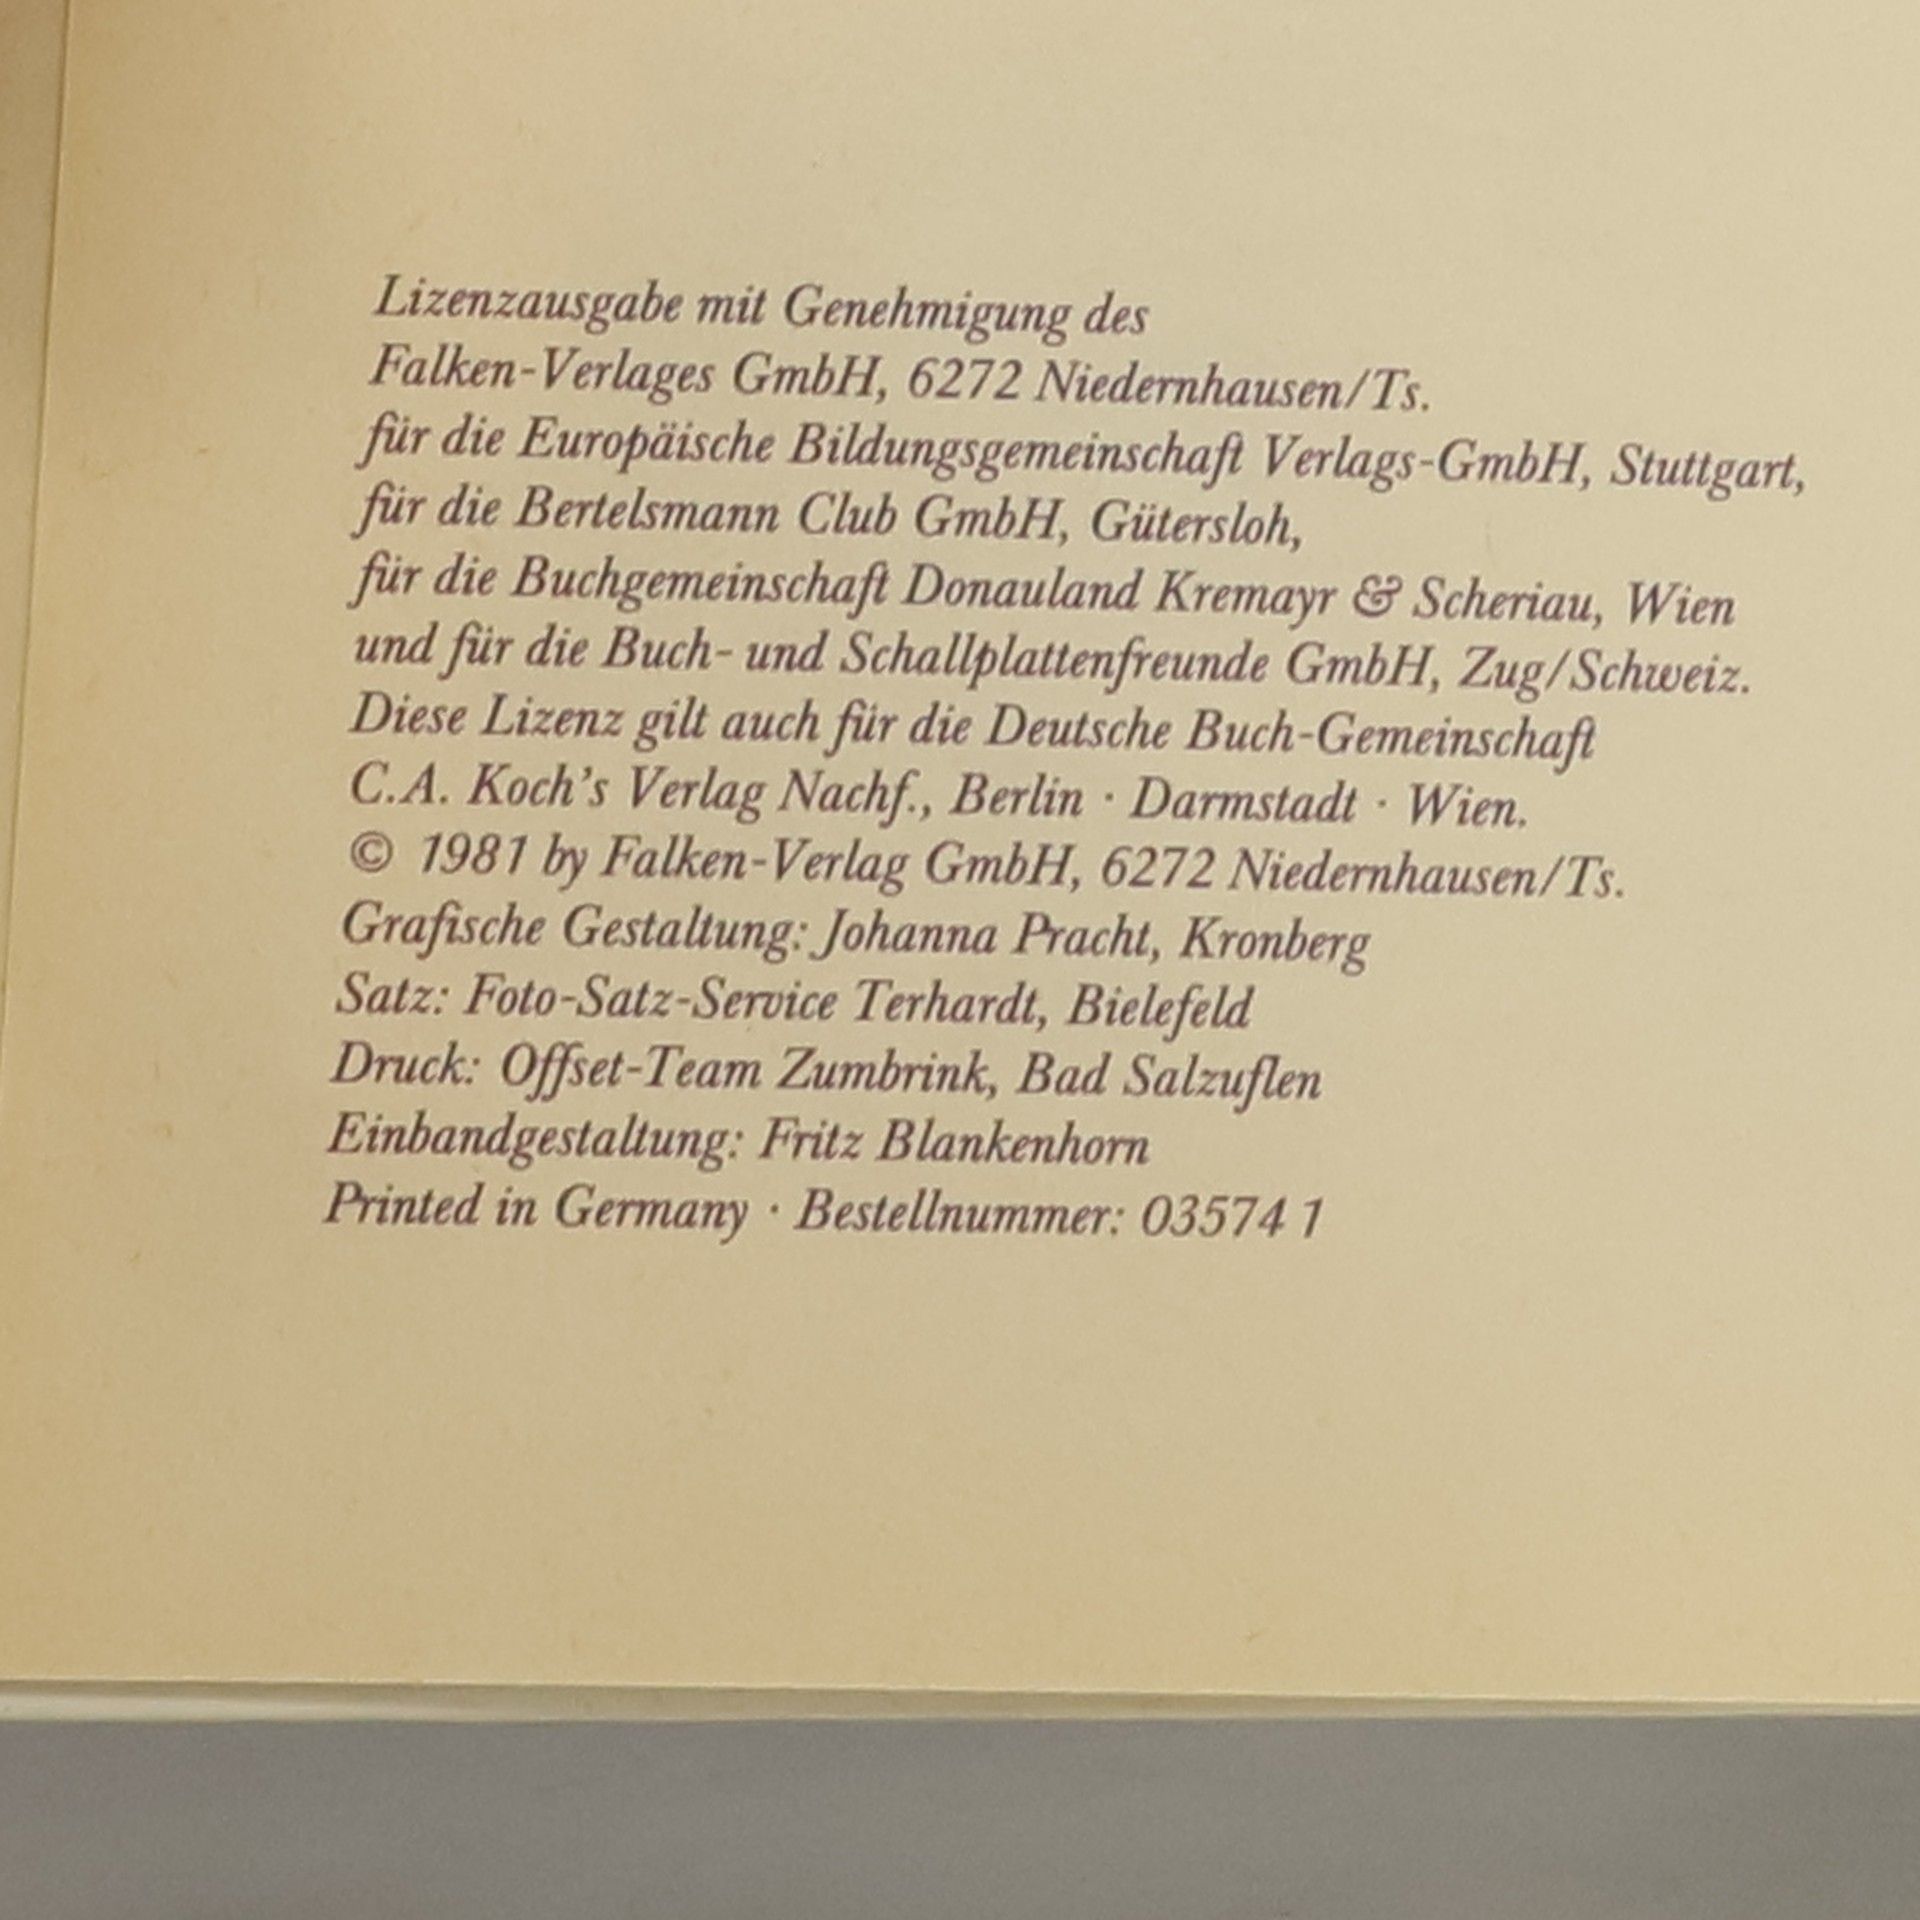 Lizenzausgabe mit Genehmigung des
Falken-Verlages GmbH, 6272 Niedernhausen/Ts.
für die Europäische Bildungsgemeinschaft Verlags-GmbH, Stuttgart,
für die Bertelsmann Club GmbH, Gütersloh,
für die Buchgemeinschaft Donauland Kremayr & Scheriau, Wien
und für die Buch- und Schallplattenfreunde GmbH, Zug/Schweiz.
Diese Lizenz gilt auch für die Deutsche Buch-Gemeinschaft
C.A. Koch’s Verlag Nachf., Berlin · Darmstadt · Wien.
© 1981 by Falken-Verlag GmbH, 6272 Niedernhausen/Ts.
Grafische Gestaltung: Johanna Pracht, Kronberg
Satz: Foto-Satz-Service Terhardt, Bielefeld
Druck: Offset-Team Zumbrink, Bad Salzuflen
Einbandgestaltung: Fritz Blankenhorn
Printed in Germany · Bestellnummer: 03574 1